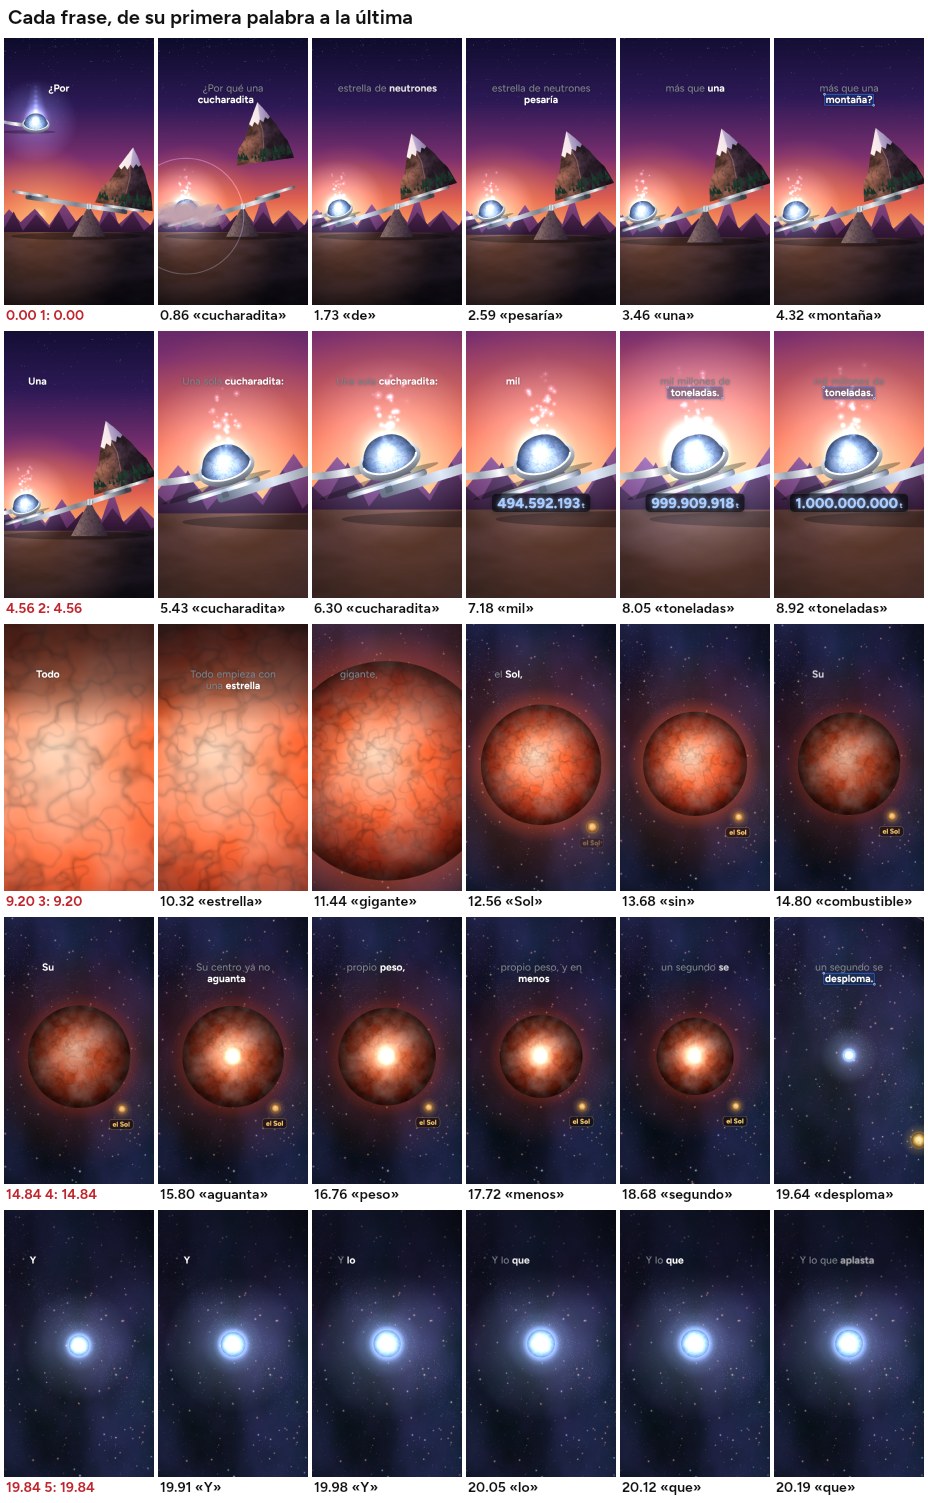 Cada frase, de su primera palabra a la última
¿Por
¿Por qué una
cucharadita
estrella de neutrones
estrella de neutrones
pesaría
más que una
más que una
montaña?
0.00 1: 0.00
0.86 «cucharadita»
1.73 «de»
2.59 «pesaría»
3.46 «una»
4.32 «montaña»
Una
Una sola cucharadita:
Una sola cucharadita:
mil
mil millones de
toneladas.
mil millones de
toneladas.
494.592.193 t
999.909.918 t
1.000.000.000 t
4.56 2: 4.56
5.43 «cucharadita»
6.30 «cucharadita»
7.18 «mil»
8.05 «toneladas»
8.92 «toneladas»
Todo
Todo empieza con
una estrella
gigante,
el Sol,
Su
el Sol
el Sol
el Sol
9.20 3: 9.20
10.32 «estrella»
11.44 «gigante»
12.56 «Sol»
13.68 «sin»
14.80 «combustible»
Su
Su centro ya no
aguanta
propio peso,
propio peso, y en
menos
un segundo se
un segundo se
desploma.
el Sol
el Sol
el Sol
el Sol
el Sol
14.84 4: 14.84
15.80 «aguanta»
16.76 «peso»
17.72 «menos»
18.68 «segundo»
19.64 «desploma»
Y
Y
Y lo
Y lo que
Y lo que
Y lo que aplasta
19.84 5: 19.84
19.91 «Y»
19.98 «Y»
20.05 «lo»
20.12 «que»
20.19 «que»